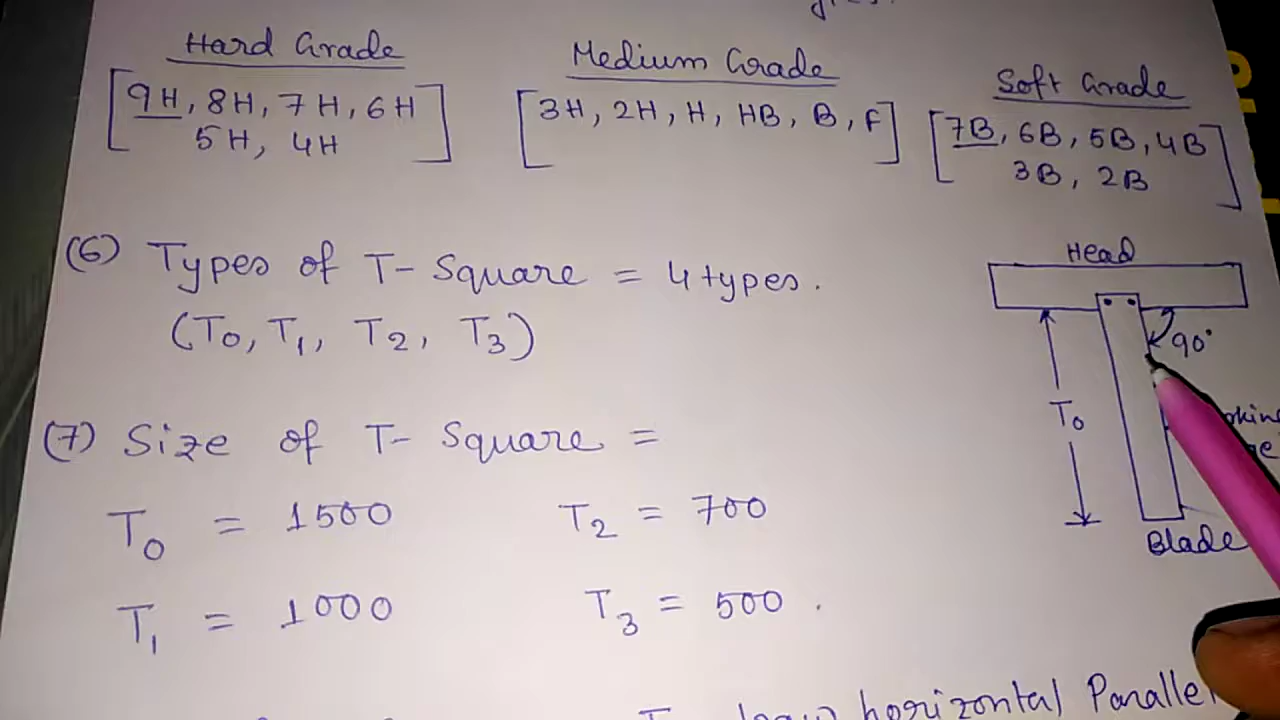 Hard Grade
[9H, 8H, 7H, 6H
5H, 4H]
Medium Grade
[3H, 2H, H, HB, B, F]
Soft Grade
[7B, 6B, 5B, 4B
3B, 2B]
(6) Types of T- Square = 4 types.
(T0, T1, T2, T3)
Head
90°
T0
Blade
(7) Size of T- Square =
T0 = 1500
T2 = 700
T1 = 1000
T3 = 500.
horizontal Parallel